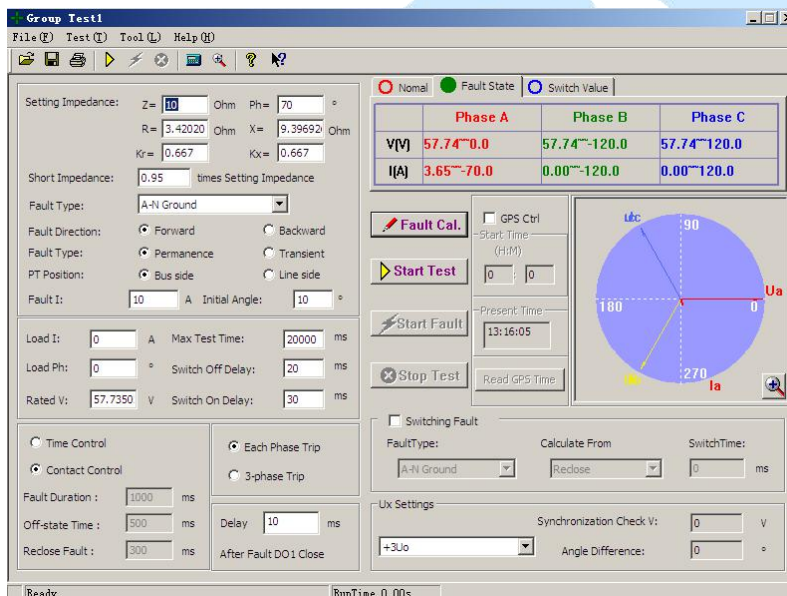 Group Test1
File(F) Test(T) Tool(L) Help(H)
Setting Impedance: Z= 10 Ohm Ph= 70 °
R= 3.42020 Ohm X= 9.39692 Ohm
Kr= 0.667 Kx= 0.667
Short Impedance: 0.95 times Setting Impedance
Fault Type: A-N Ground
Fault Direction: Forward Backward
Fault Type: Permanence Transient
PT Position: Bus side Line side
Fault I: 10 A Initial Angle: 10 °
Load I: 0 A Max Test Time: 20000 ms
Load Ph: 0 ° Switch Off Delay: 20 ms
Rated V: 57.7350 V Switch On Delay: 30 ms
Time Control
Contact Control
Fault Duration : 1000 ms
Off-state Time : 500 ms
Reclose Fault : 300 ms
Each Phase Trip
3-phase Trip
Delay 10 ms
After Fault DO1 Close
Nomal Fault State Switch Value
Phase A Phase B Phase C
V(V) 57.74~~0.0 57.74~~-120.0 57.74~~120.0
I(A) 3.65~~-70.0 0.00~~-120.0 0.00~~120.0
Fault Cal.
Start Test
Start Fault
Stop Test
GPS Ctrl
Start Time
(H:M)
0 : 0
Present Time
13:16:05
Read GPS Time
90
Ua
180 0
270
Ia
Switching Fault
FaultType: Calculate From SwitchTime:
A-N Ground Reclose 0 ms
Ux Settings
Synchronization Check V: 0 V
+3Uo Angle Difference: 0 °
Ready RunTime 0.00s